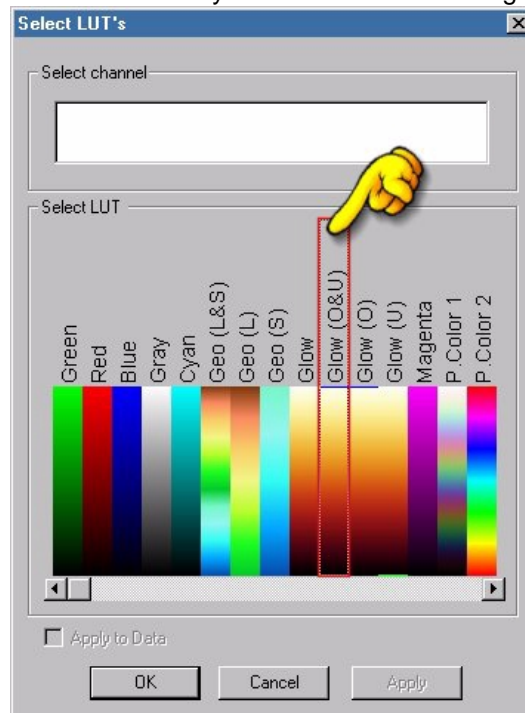 Select LUT's
Select channel
Select LUT
Green
Red
Blue
Gray
Cyan
Geo (L&S)
Geo (L)
Geo (S)
Glow
Glow (O&U)
Glow (O)
Glow (U)
Magenta
P.Color 1
P.Color 2
Apply to Data
OK
Cancel
Apply